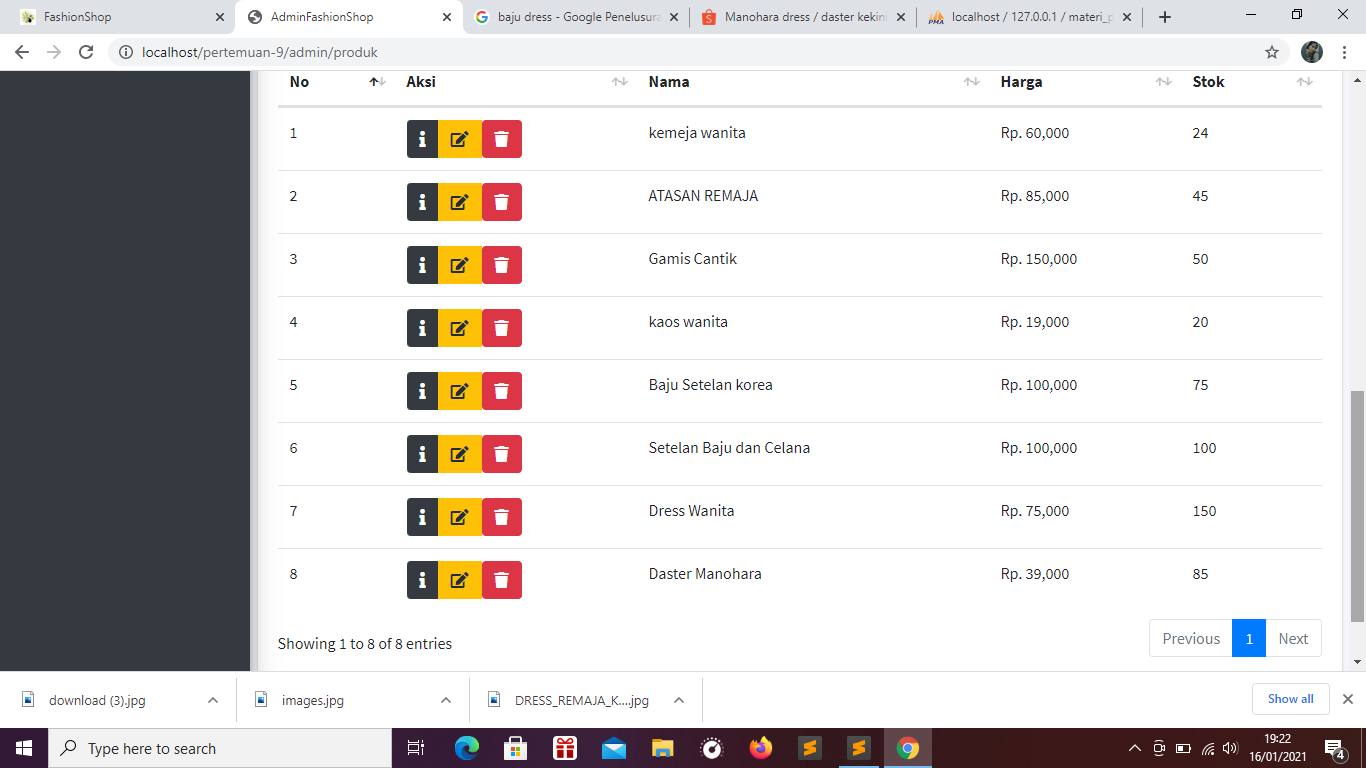 FashionShop
AdminFashionShop
baju dress - Google Penelusura
Manohara dress / daster kekini
localhost / 127.0.0.1 / materi_p
localhost/pertemuan-9/admin/produk
No Aksi Nama Harga Stok
1 kemeja wanita Rp. 60,000 24
2 ATASAN REMAJA Rp. 85,000 45
3 Gamis Cantik Rp. 150,000 50
4 kaos wanita Rp. 19,000 20
5 Baju Setelan korea Rp. 100,000 75
6 Setelan Baju dan Celana Rp. 100,000 100
7 Dress Wanita Rp. 75,000 150
8 Daster Manohara Rp. 39,000 85
Showing 1 to 8 of 8 entries
Previous 1 Next
download (3).jpg
images.jpg
DRESS_REMAJA_K....jpg
Show all
Type here to search
19:22
16/01/2021
4